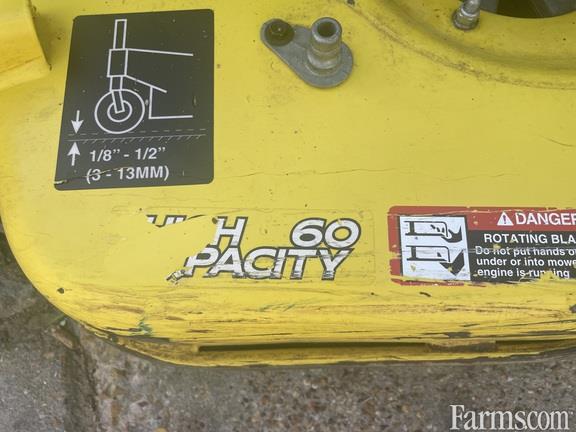 1/8" - 1/2"
(3 - 13MM)
HIGH 60
PACITY
DANGER
ROTATING BLA
Do not put hands
under or into mowe
engine is running
Farms.com